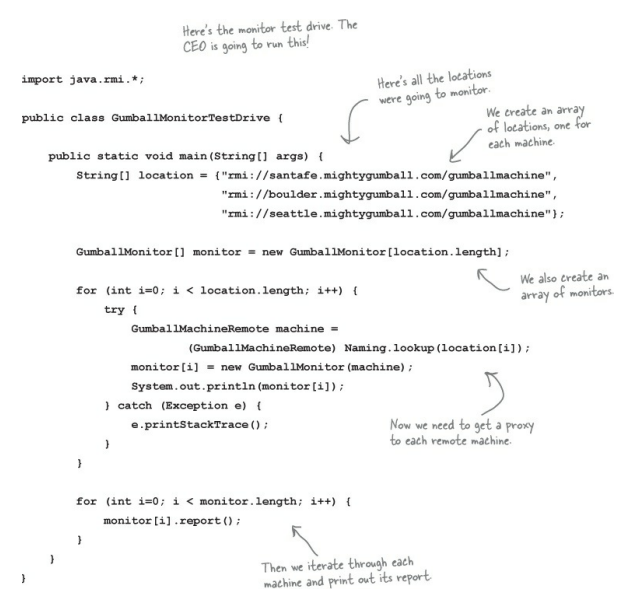 Here's the monitor test drive. The
CEO is going to run this!
import java.rmi.*;
Here's all the locations
were going to monitor.
public class GumballMonitorTestDrive {
We create an array
of locations, one for
each machine.
public static void main(String[] args) {
String[] location = {"rmi://santafe.mightygumball.com/gumballmachine",
"rmi://boulder.mightygumball.com/gumballmachine",
"rmi://seattle.mightygumball.com/gumballmachine"};
GumballMonitor[] monitor = new GumballMonitor[location.length];
We also create an
array of monitors.
for (int i=0; i < location.length; i++) {
try {
GumballMachineRemote machine =
(GumballMachineRemote) Naming.lookup(location[i]);
monitor[i] = new GumballMonitor(machine);
System.out.println(monitor[i]);
} catch (Exception e) {
e.printStackTrace();
Now we need to get a proxy
to each remote machine.
}
}
for (int i=0; i < monitor.length; i++) {
monitor[i].report();
}
Then we iterate through each
machine and print out its report.
}
}